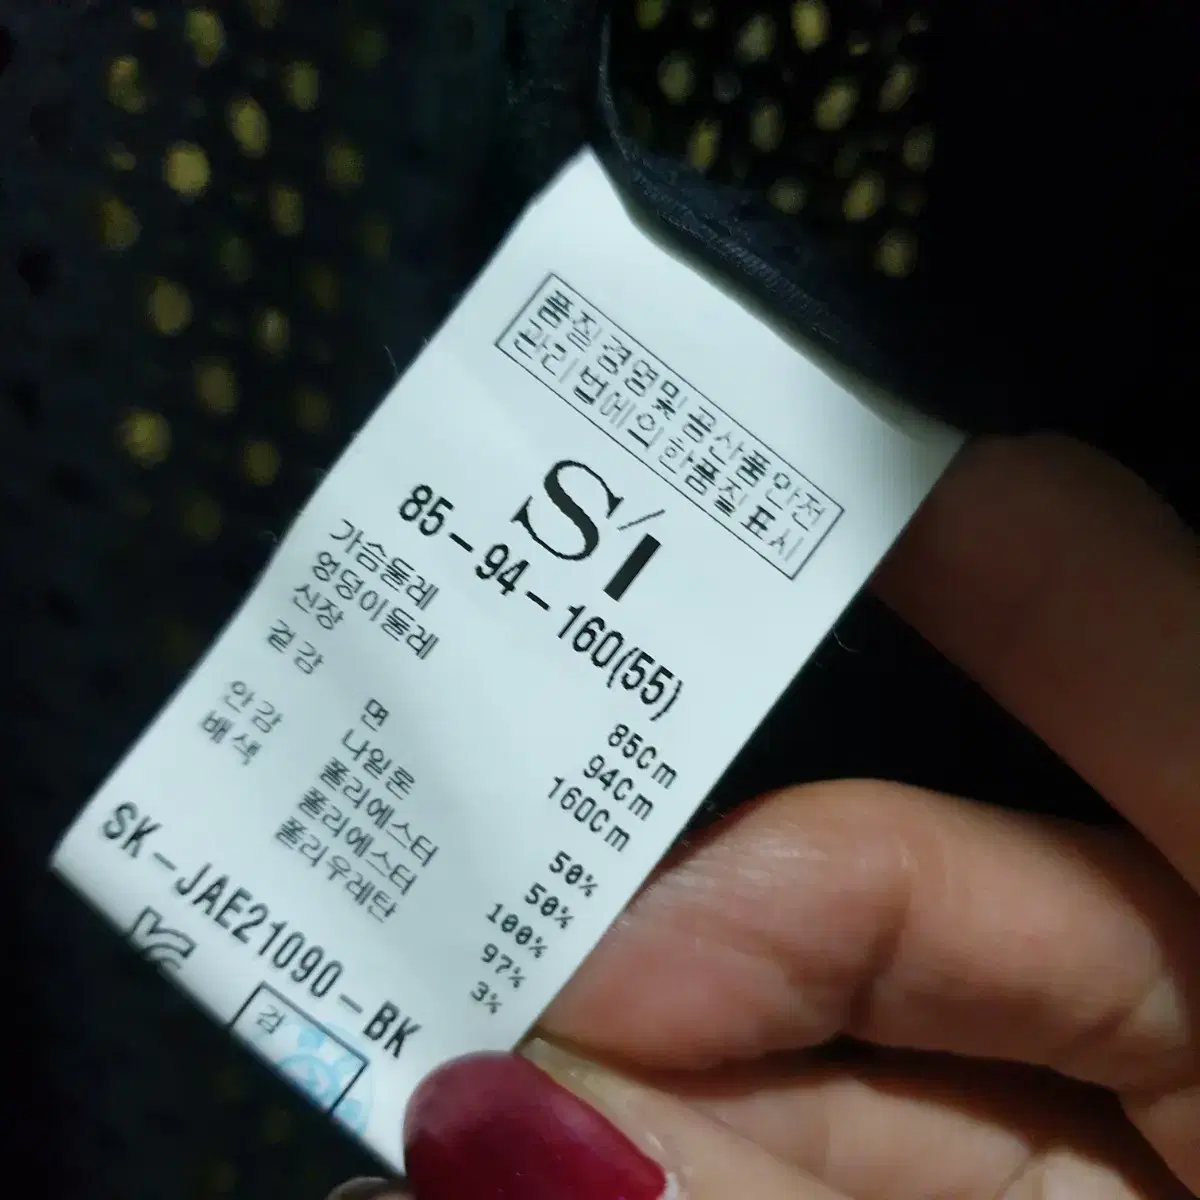 품질경영및 공산품안전
관리법에의한품질표시
S/I
85-94-160(55)
가슴둘레 85Cm
엉덩이둘레 94Cm
신장 160Cm
겉감 면 50%
나일론 50%
안감 폴리에스터 100%
배색 폴리에스터 97%
폴리우레탄 3%
SK-JAE21090-BK
검